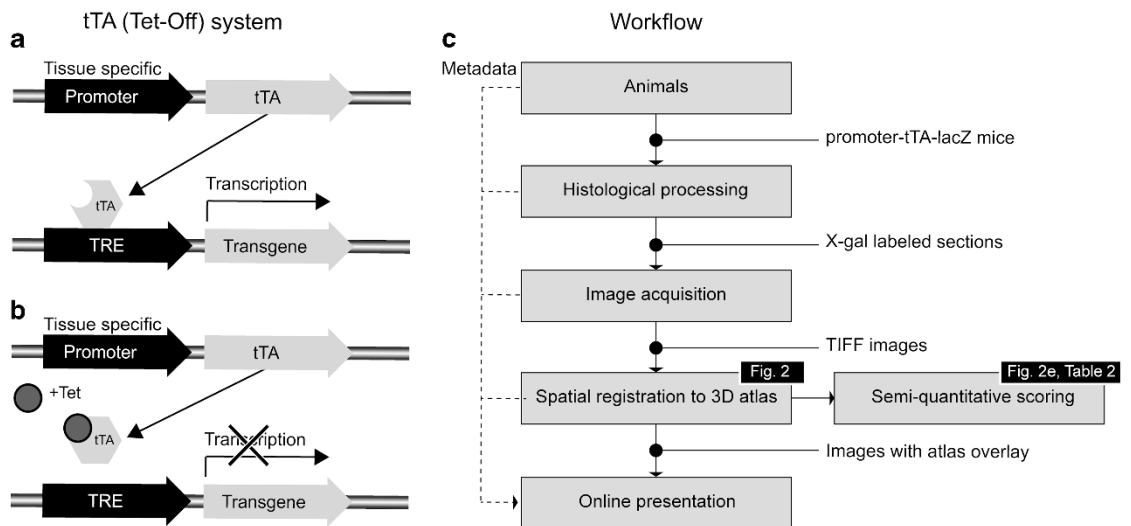 tTA (Tet-Off) system
a
Tissue specific
Promoter
tTA
tTA
Transcription
TRE
Transgene
b
Tissue specific
Promoter
tTA
+Tet
tTA
Transcription
TRE
Transgene
Workflow
c
Metadata
Animals
promoter-tTA-lacZ mice
Histological processing
X-gal labeled sections
Image acquisition
TIFF images
Fig. 2
Spatial registration to 3D atlas
Fig. 2e, Table 2
Semi-quantitative scoring
Images with atlas overlay
Online presentation